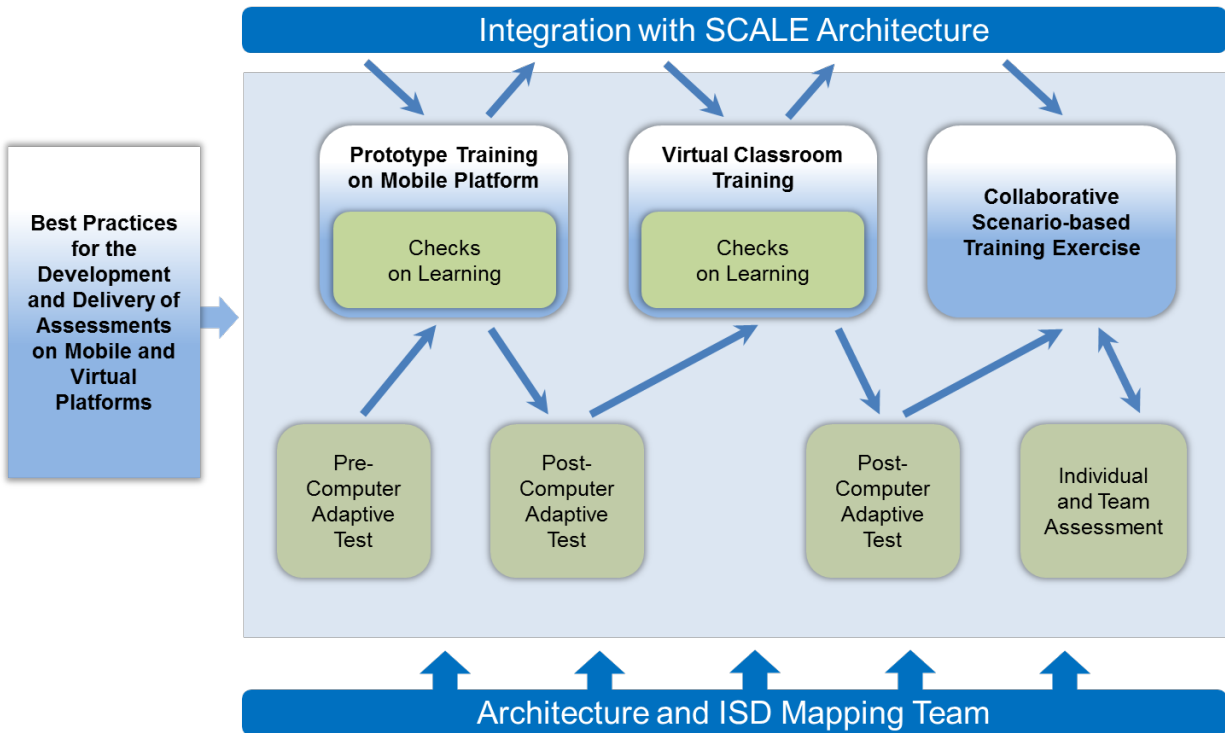 Integration with SCALE Architecture
Best Practices
for the
Development
and Delivery of
Assessments
on Mobile and
Virtual
Platforms
Prototype Training
on Mobile Platform
Checks
on Learning
Virtual Classroom
Training
Checks
on Learning
Collaborative
Scenario-based
Training Exercise
Pre-
Computer
Adaptive
Test
Post-
Computer
Adaptive
Test
Post-
Computer
Adaptive
Test
Individual
and Team
Assessment
Architecture and ISD Mapping Team